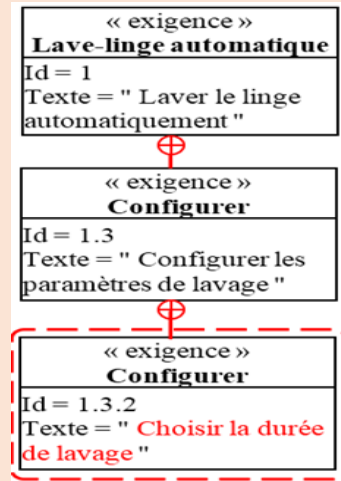 « exigence »
Lave-linge automatique
Id = 1
Texte = " Laver le linge
automatiquement "
« exigence »
Configurer
Id = 1.3
Texte = " Configurer les
paramètres de lavage "
« exigence »
Configurer
Id = 1.3.2
Texte = " Choisir la durée
de lavage "